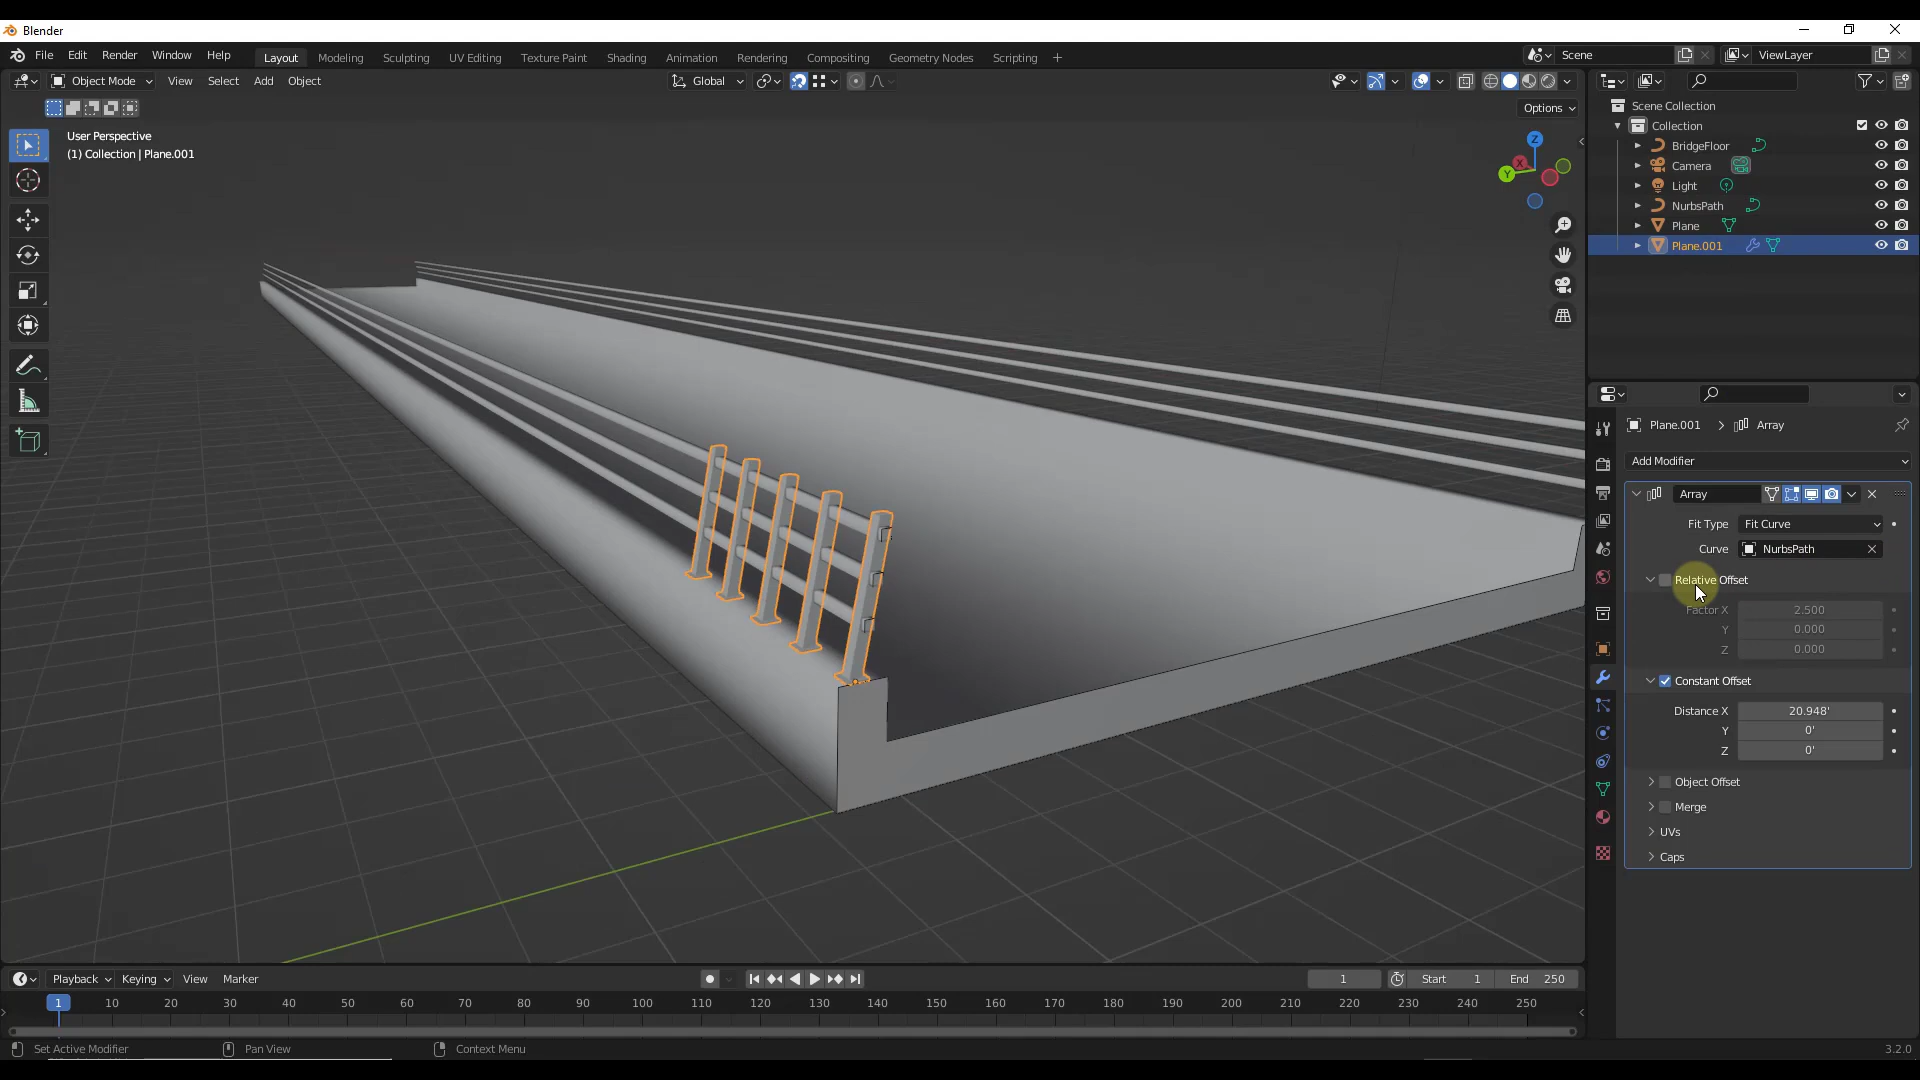 Blender
File Edit Render Window Help
Layout Modeling Sculpting UV Editing Texture Paint Shading Animation Rendering Compositing Geometry Nodes Scripting +
Scene
ViewLayer
Object Mode View Select Add Object
Global
Options
User Perspective
(1) Collection | Plane.001
Z
X
Y
Scene Collection
Collection
BridgeFloor
Camera
Light
NurbsPath
Plane
Plane.001
Plane.001 > Array
Add Modifier
Array
Fit Type Fit Curve
Curve NurbsPath
Relative Offset
Factor X 2.500
Y 0.000
Z 0.000
Constant Offset
Distance X 20.948'
Y 0'
Z 0'
Object Offset
Merge
UVs
Caps
Playback Keying View Marker
1
Start 1
End 250
1 10 20 30 40 50 60 70 80 90 100 110 120 130 140 150 160 170 180 190 200 210 220 230 240 250
Set Active Modifier
Pan View
Context Menu
3.2.0